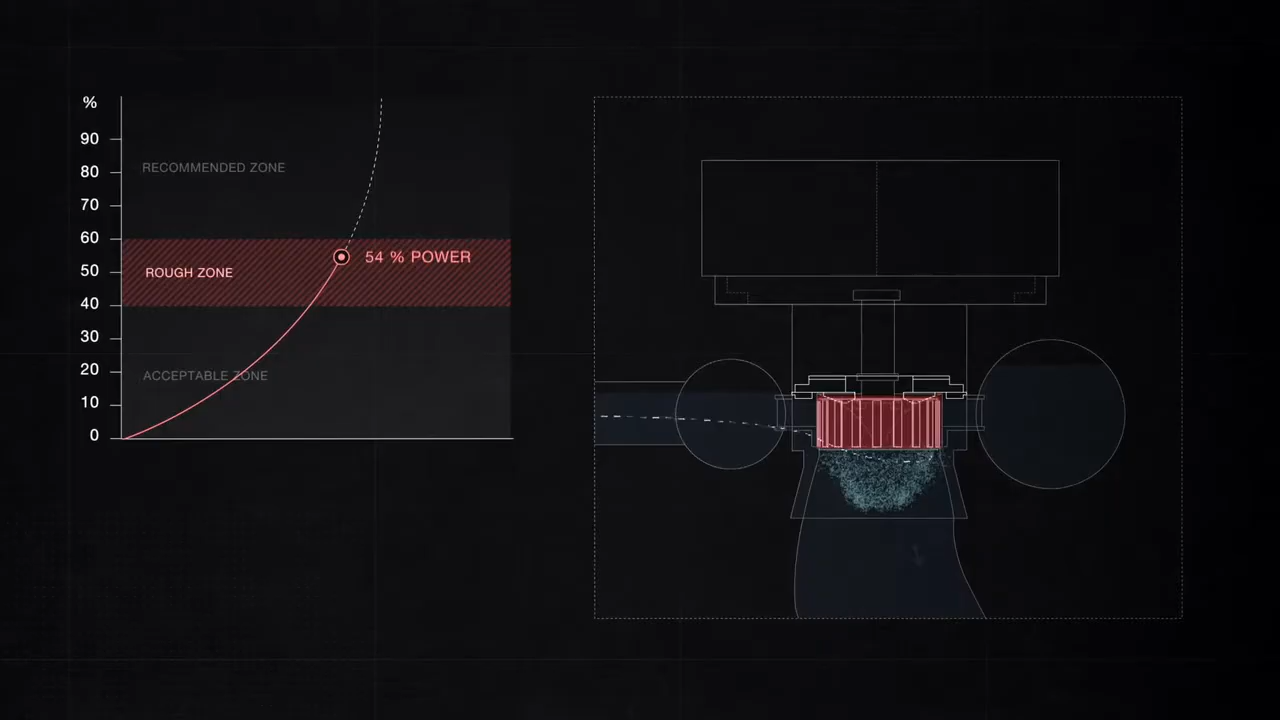 %
90
80
RECOMMENDED ZONE
70
60
54 % POWER
50
ROUGH ZONE
40
30
20
ACCEPTABLE ZONE
10
0